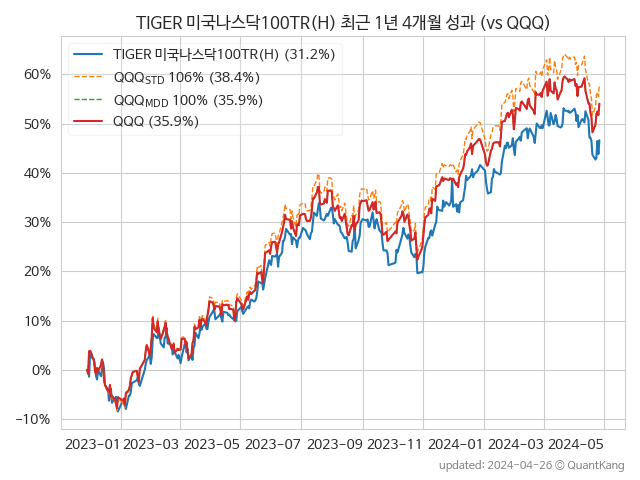 TIGER 미국나스닥100TR(H) 최근 1년 4개월 성과 (vs QQQ)
TIGER 미국나스닥100TR(H) (31.2%)
QQQSTD 106% (38.4%)
QQQMDD 100% (35.9%)
QQQ (35.9%)
60%
50%
40%
30%
20%
10%
0%
−10%
2023-01 2023-03 2023-05 2023-07 2023-09 2023-11 2024-01 2024-03 2024-05
updated: 2024-04-26 © QuantKang